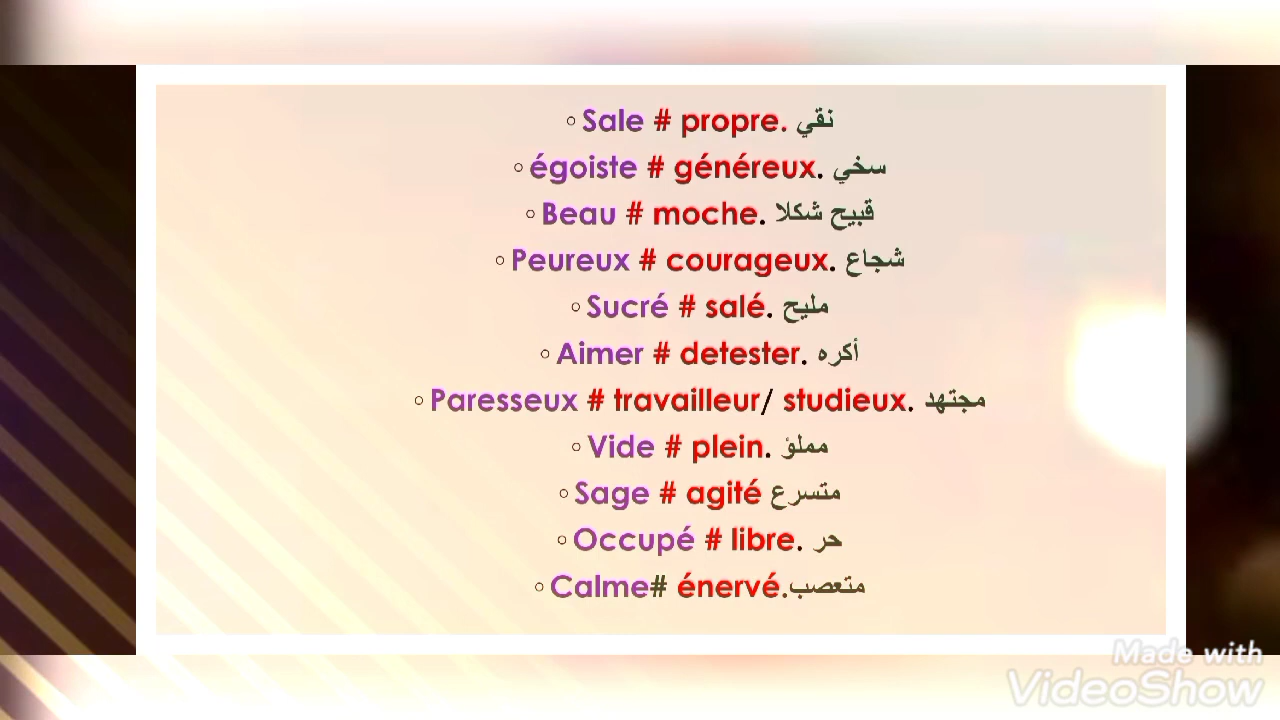 ◦ Sale # propre. نقي
◦ égoiste # généreux. سخي
◦ Beau # moche. قبيح شكلا
◦ Peureux # courageux. شجاع
◦ Sucré # salé. مليح
◦ Aimer # detester. أكره
◦ Paresseux # travailleur/ studieux. مجتهد
◦ Vide # plein. مملؤ
◦ Sage # agité متسرع
◦ Occupé # libre. حر
◦ Calme# énervé.متعصب
Made with
VideoShow